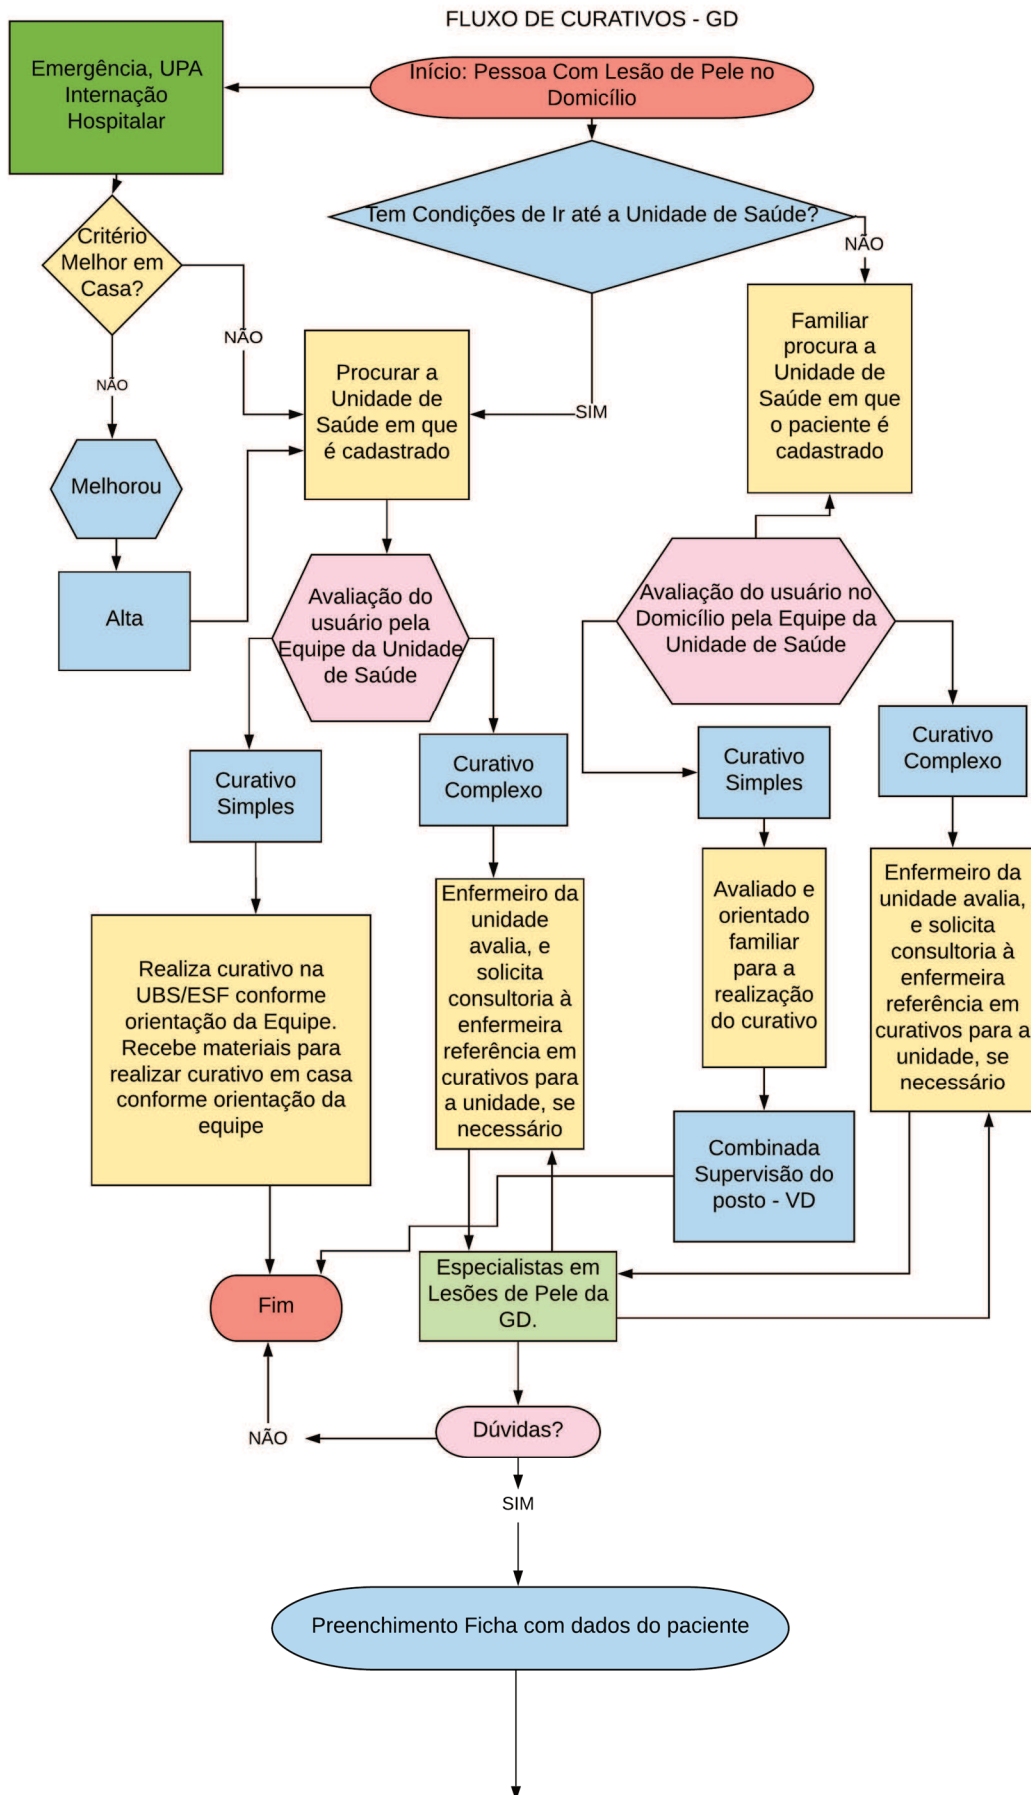 FLUXO DE CURATIVOS - GD
Emergência, UPA
Internação
Hospitalar
Início: Pessoa Com Lesão de Pele no
Domicílio
Tem Condições de Ir até a Unidade de Saúde?
NÃO
Critério
Melhor em
Casa?
NÃO
NÃO
SIM
Procurar a
Unidade de
Saúde em que
é cadastrado
Familiar
procura a
Unidade de
Saúde em que
o paciente é
cadastrado
Melhorou
Alta
Avaliação do
usuário pela
Equipe da Unidade
de Saúde
Avaliação do usuário no
Domicílio pela Equipe da
Unidade de Saúde
Curativo
Simples
Curativo
Complexo
Curativo
Simples
Curativo
Complexo
Realiza curativo na
UBS/ESF conforme
orientação da Equipe.
Recebe materiais para
realizar curativo em casa
conforme orientação da
equipe
Enfermeiro da
unidade
avalia, e
solicita
consultoria à
enfermeira
referência em
curativos para
a unidade, se
necessário
Avaliado e
orientado
familiar
para a
realização
do curativo
Enfermeiro da
unidade avalia,
e solicita
consultoria à
enfermeira
referência em
curativos para a
unidade, se
necessário
Combinada
Supervisão do
posto - VD
Fim
Especialistas em
Lesões de Pele da
GD.
Dúvidas?
NÃO
SIM
Preenchimento Ficha com dados do paciente